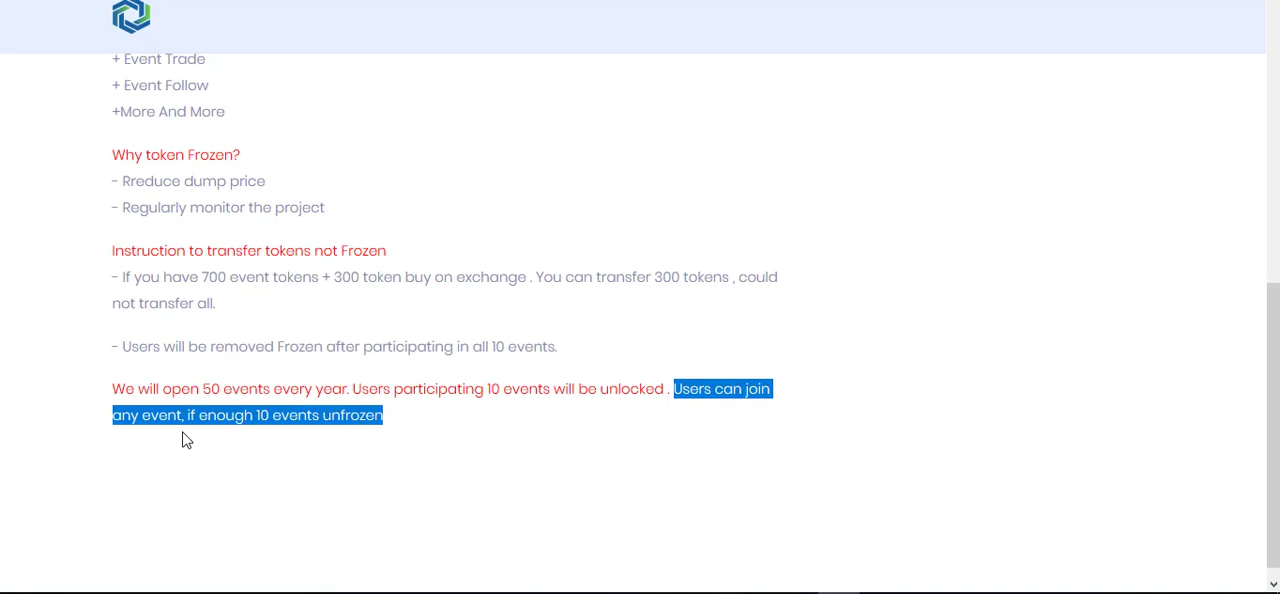 + Event Trade
+ Event Follow
+More And More
Why token Frozen?
- Rreduce dump price
- Regularly monitor the project
Instruction to transfer tokens not Frozen
- If you have 700 event tokens + 300 token buy on exchange . You can transfer 300 tokens , could
not transfer all.
- Users will be removed Frozen after participating in all 10 events.
We will open 50 events every year. Users participating 10 events will be unlocked . Users can join
any event, if enough 10 events unfrozen